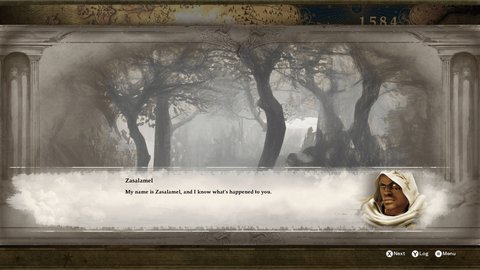 1584
Zasalamel
My name is Zasalamel, and I know what's happened to you.
X Next Y Log Menu